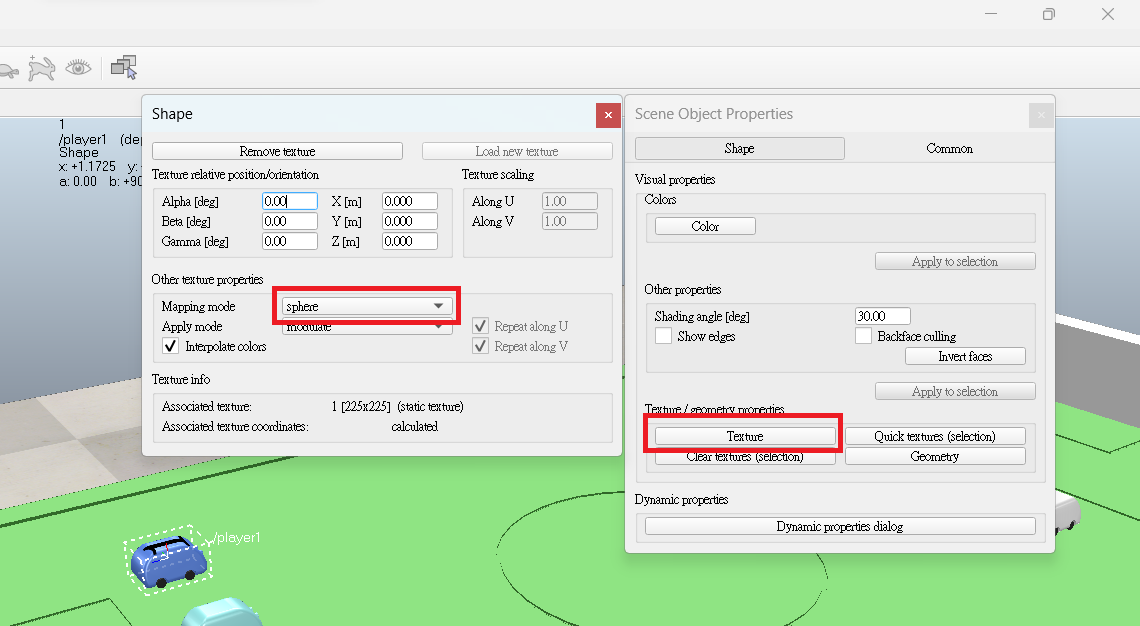 1
/player1 (de
Shape
x: +1.1725 y:
a: 0.00 b: +90
Shape
Remove texture
Load new texture
Texture relative position/orientation
Texture scaling
Alpha [deg] 0.00 X [m] 0.000
Along U 1.00
Beta [deg] 0.00 Y [m] 0.000
Along V 1.00
Gamma [deg] 0.00 Z [m] 0.000
Other texture properties
Mapping mode sphere
Apply mode modulate
Repeat along U
Interpolate colors
Repeat along V
Texture info
Associated texture: 1 [225x225] (static texture)
Associated texture coordinates: calculated
Scene Object Properties
Shape
Common
Visual properties
Colors
Color
Apply to selection
Other properties
Shading angle [deg] 30.00
Show edges
Backface culling
Invert faces
Apply to selection
Texture / geometry properties
Texture
Quick textures (selection)
Clear textures (selection)
Geometry
Dynamic properties
Dynamic properties dialog
/player1